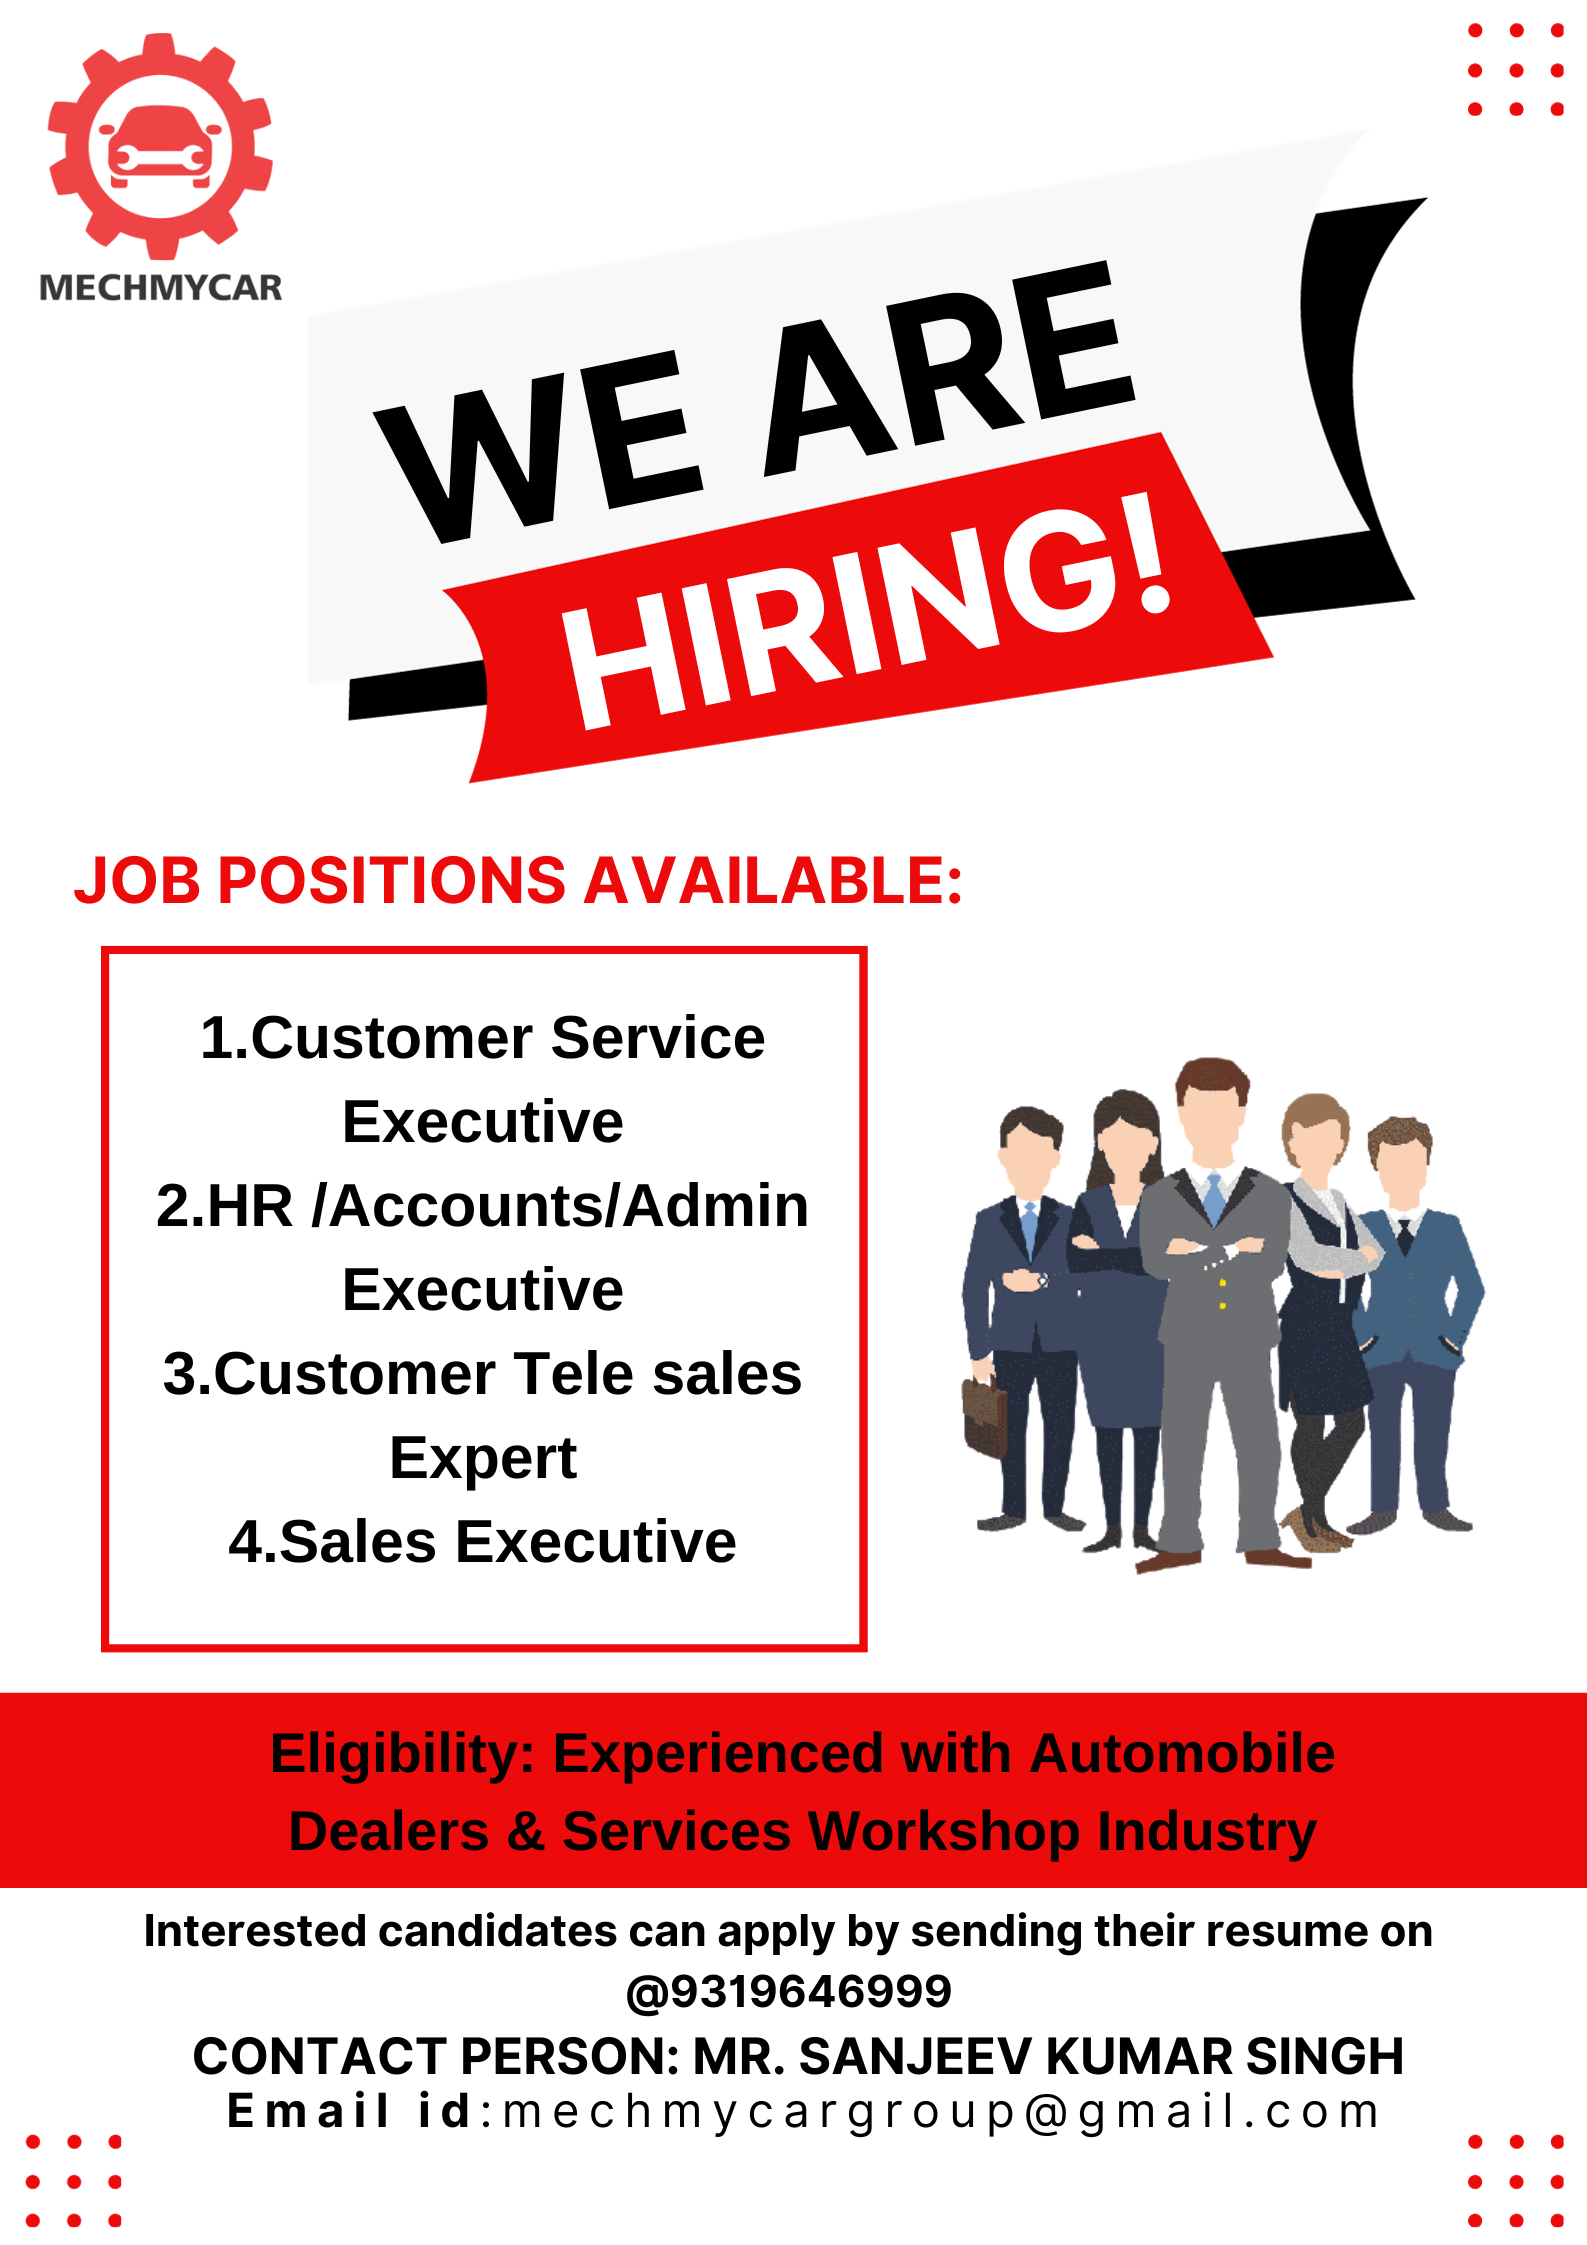 MECHMYCAR
WE ARE
HIRING!
JOB POSITIONS AVAILABLE:
1.Customer Service
Executive
2.HR /Accounts/Admin
Executive
3.Customer Tele sales
Expert
4.Sales Executive
Eligibility: Experienced with Automobile
Dealers & Services Workshop Industry
Interested candidates can apply by sending their resume on
@9319646999
CONTACT PERSON: MR. SANJEEV KUMAR SINGH
Email id:mechmycargroup@gmail.com